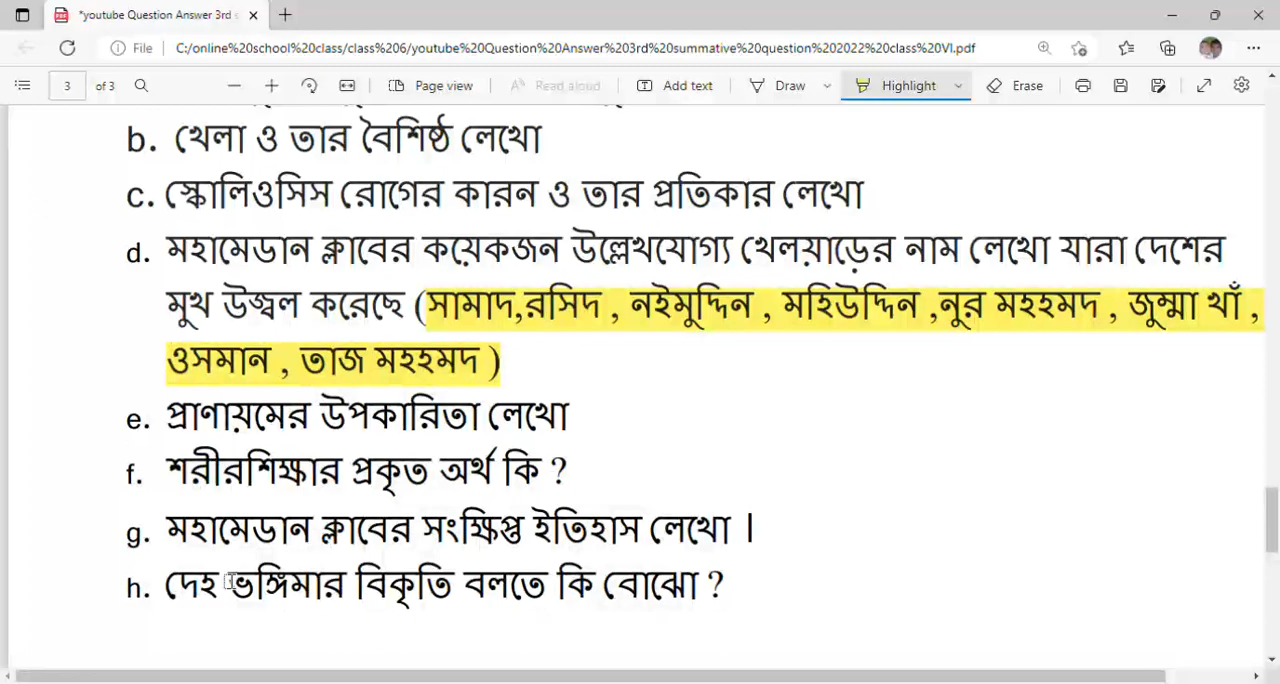 *youtube Question Answer 3rd s
File C:/online%20school%20class/class%206/youtube%20Question%20Answer%203rd%20summative%20question%202022%20class%20VI.pdf
3 of 3 Page view Read aloud Add text Draw Highlight Erase
b. খেলা ও তার বৈশিষ্ঠ লেখো
c. স্কোলিওসিস রোগের কারন ও তার প্রতিকার লেখো
d. মহামেডান ক্লাবের কয়েকজন উল্লেখযোগ্য খেলয়াড়ের নাম লেখো যারা দেশের
মুখ উজ্বল করেছে (সামাদ,রসিদ , নইমুদ্দিন , মহিউদ্দিন ,নুর মহহমদ , জুম্মা খাঁ ,
ওসমান , তাজ মহহমদ )
e. প্রাণায়মের উপকারিতা লেখো
f. শরীরশিক্ষার প্রকৃত অর্থ কি ?
g. মহামেডান ক্লাবের সংক্ষিপ্ত ইতিহাস লেখো ।
h. দেহ ভঙ্গিমার বিকৃতি বলতে কি বোঝো ?